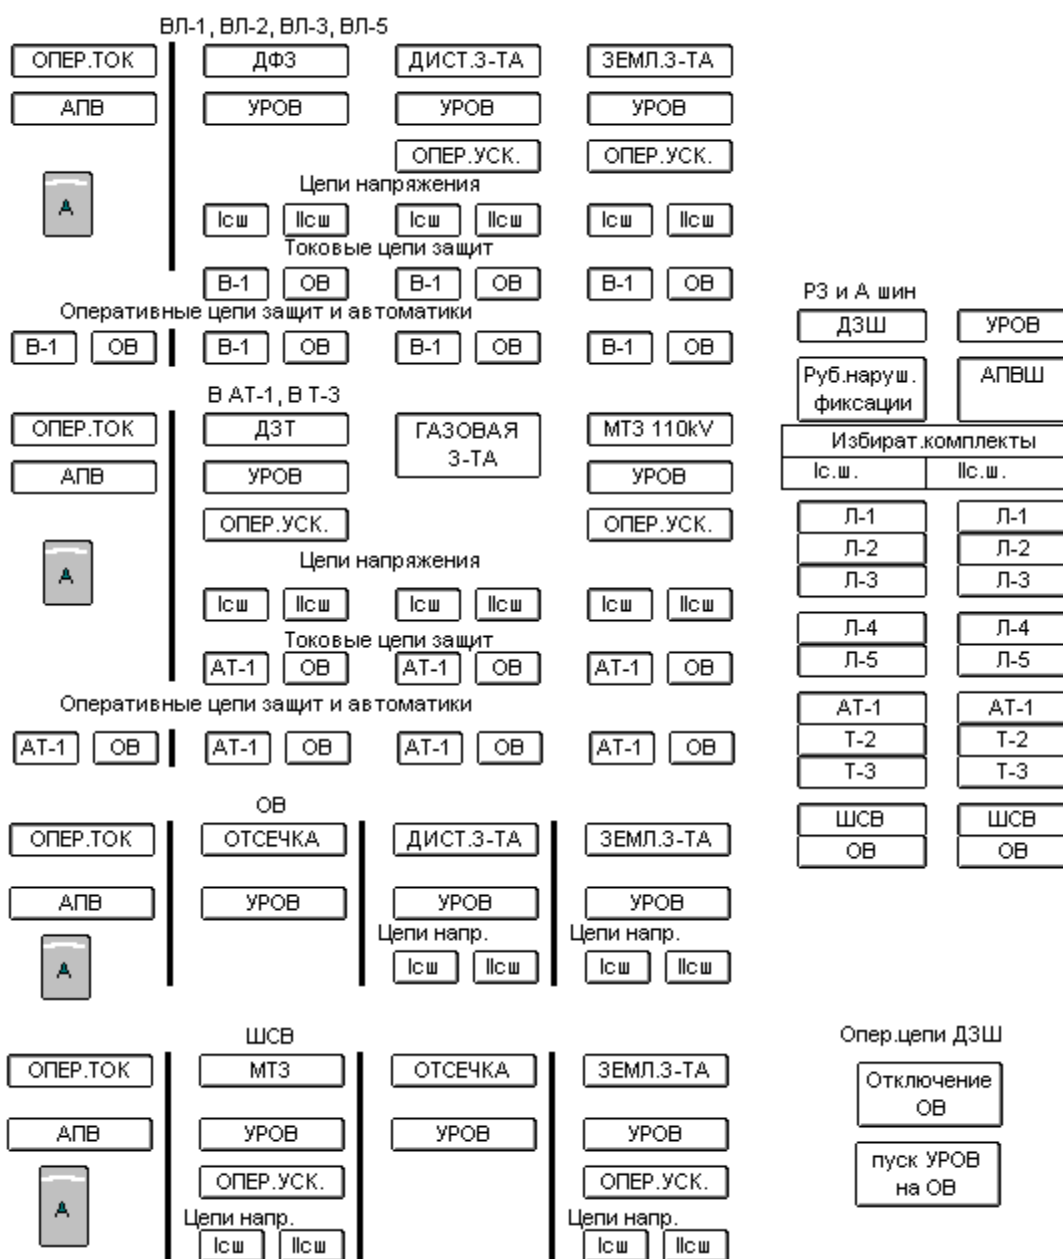 ВЛ-1, ВЛ-2, ВЛ-3, ВЛ-5
ОПЕР.ТОК ДФЗ ДИСТ.З-ТА ЗЕМЛ.З-ТА
АПВ УРОВ УРОВ УРОВ
ОПЕР.УСК. ОПЕР.УСК.
Цепи напряжения
А
Iсш IIсш Iсш IIсш Iсш IIсш
Токовые цепи защит
В-1 ОВ В-1 ОВ В-1 ОВ
Оперативные цепи защит и автоматики
В-1 ОВ В-1 ОВ В-1 ОВ В-1 ОВ
В АТ-1, В Т-3
ОПЕР.ТОК ДЗТ ГАЗОВАЯ З-ТА МТЗ 110kV
АПВ УРОВ УРОВ
ОПЕР.УСК. ОПЕР.УСК.
Цепи напряжения
А
Iсш IIсш Iсш IIсш Iсш IIсш
Токовые цепи защит
АТ-1 ОВ АТ-1 ОВ АТ-1 ОВ
Оперативные цепи защит и автоматики
АТ-1 ОВ АТ-1 ОВ АТ-1 ОВ АТ-1 ОВ
ОВ
ОПЕР.ТОК ОТСЕЧКА ДИСТ.З-ТА ЗЕМЛ.З-ТА
АПВ УРОВ УРОВ УРОВ
Цепи напр. Цепи напр.
А Iсш IIсш Iсш IIсш
ШСВ
ОПЕР.ТОК МТЗ ОТСЕЧКА ЗЕМЛ.З-ТА
АПВ УРОВ УРОВ УРОВ
ОПЕР.УСК. ОПЕР.УСК.
А
Цепи напр. Цепи напр.
Iсш IIсш Iсш IIсш
РЗ и А шин
ДЗШ УРОВ
Руб.наруш. АПВШ
фиксации
Избират.комплекты
Iс.ш. IIс.ш.
Л-1 Л-1
Л-2 Л-2
Л-3 Л-3
Л-4 Л-4
Л-5 Л-5
АТ-1 АТ-1
Т-2 Т-2
Т-3 Т-3
ШСВ ШСВ
ОВ ОВ
Опер.цепи ДЗШ
Отключение
ОВ
пуск УРОВ
на ОВ